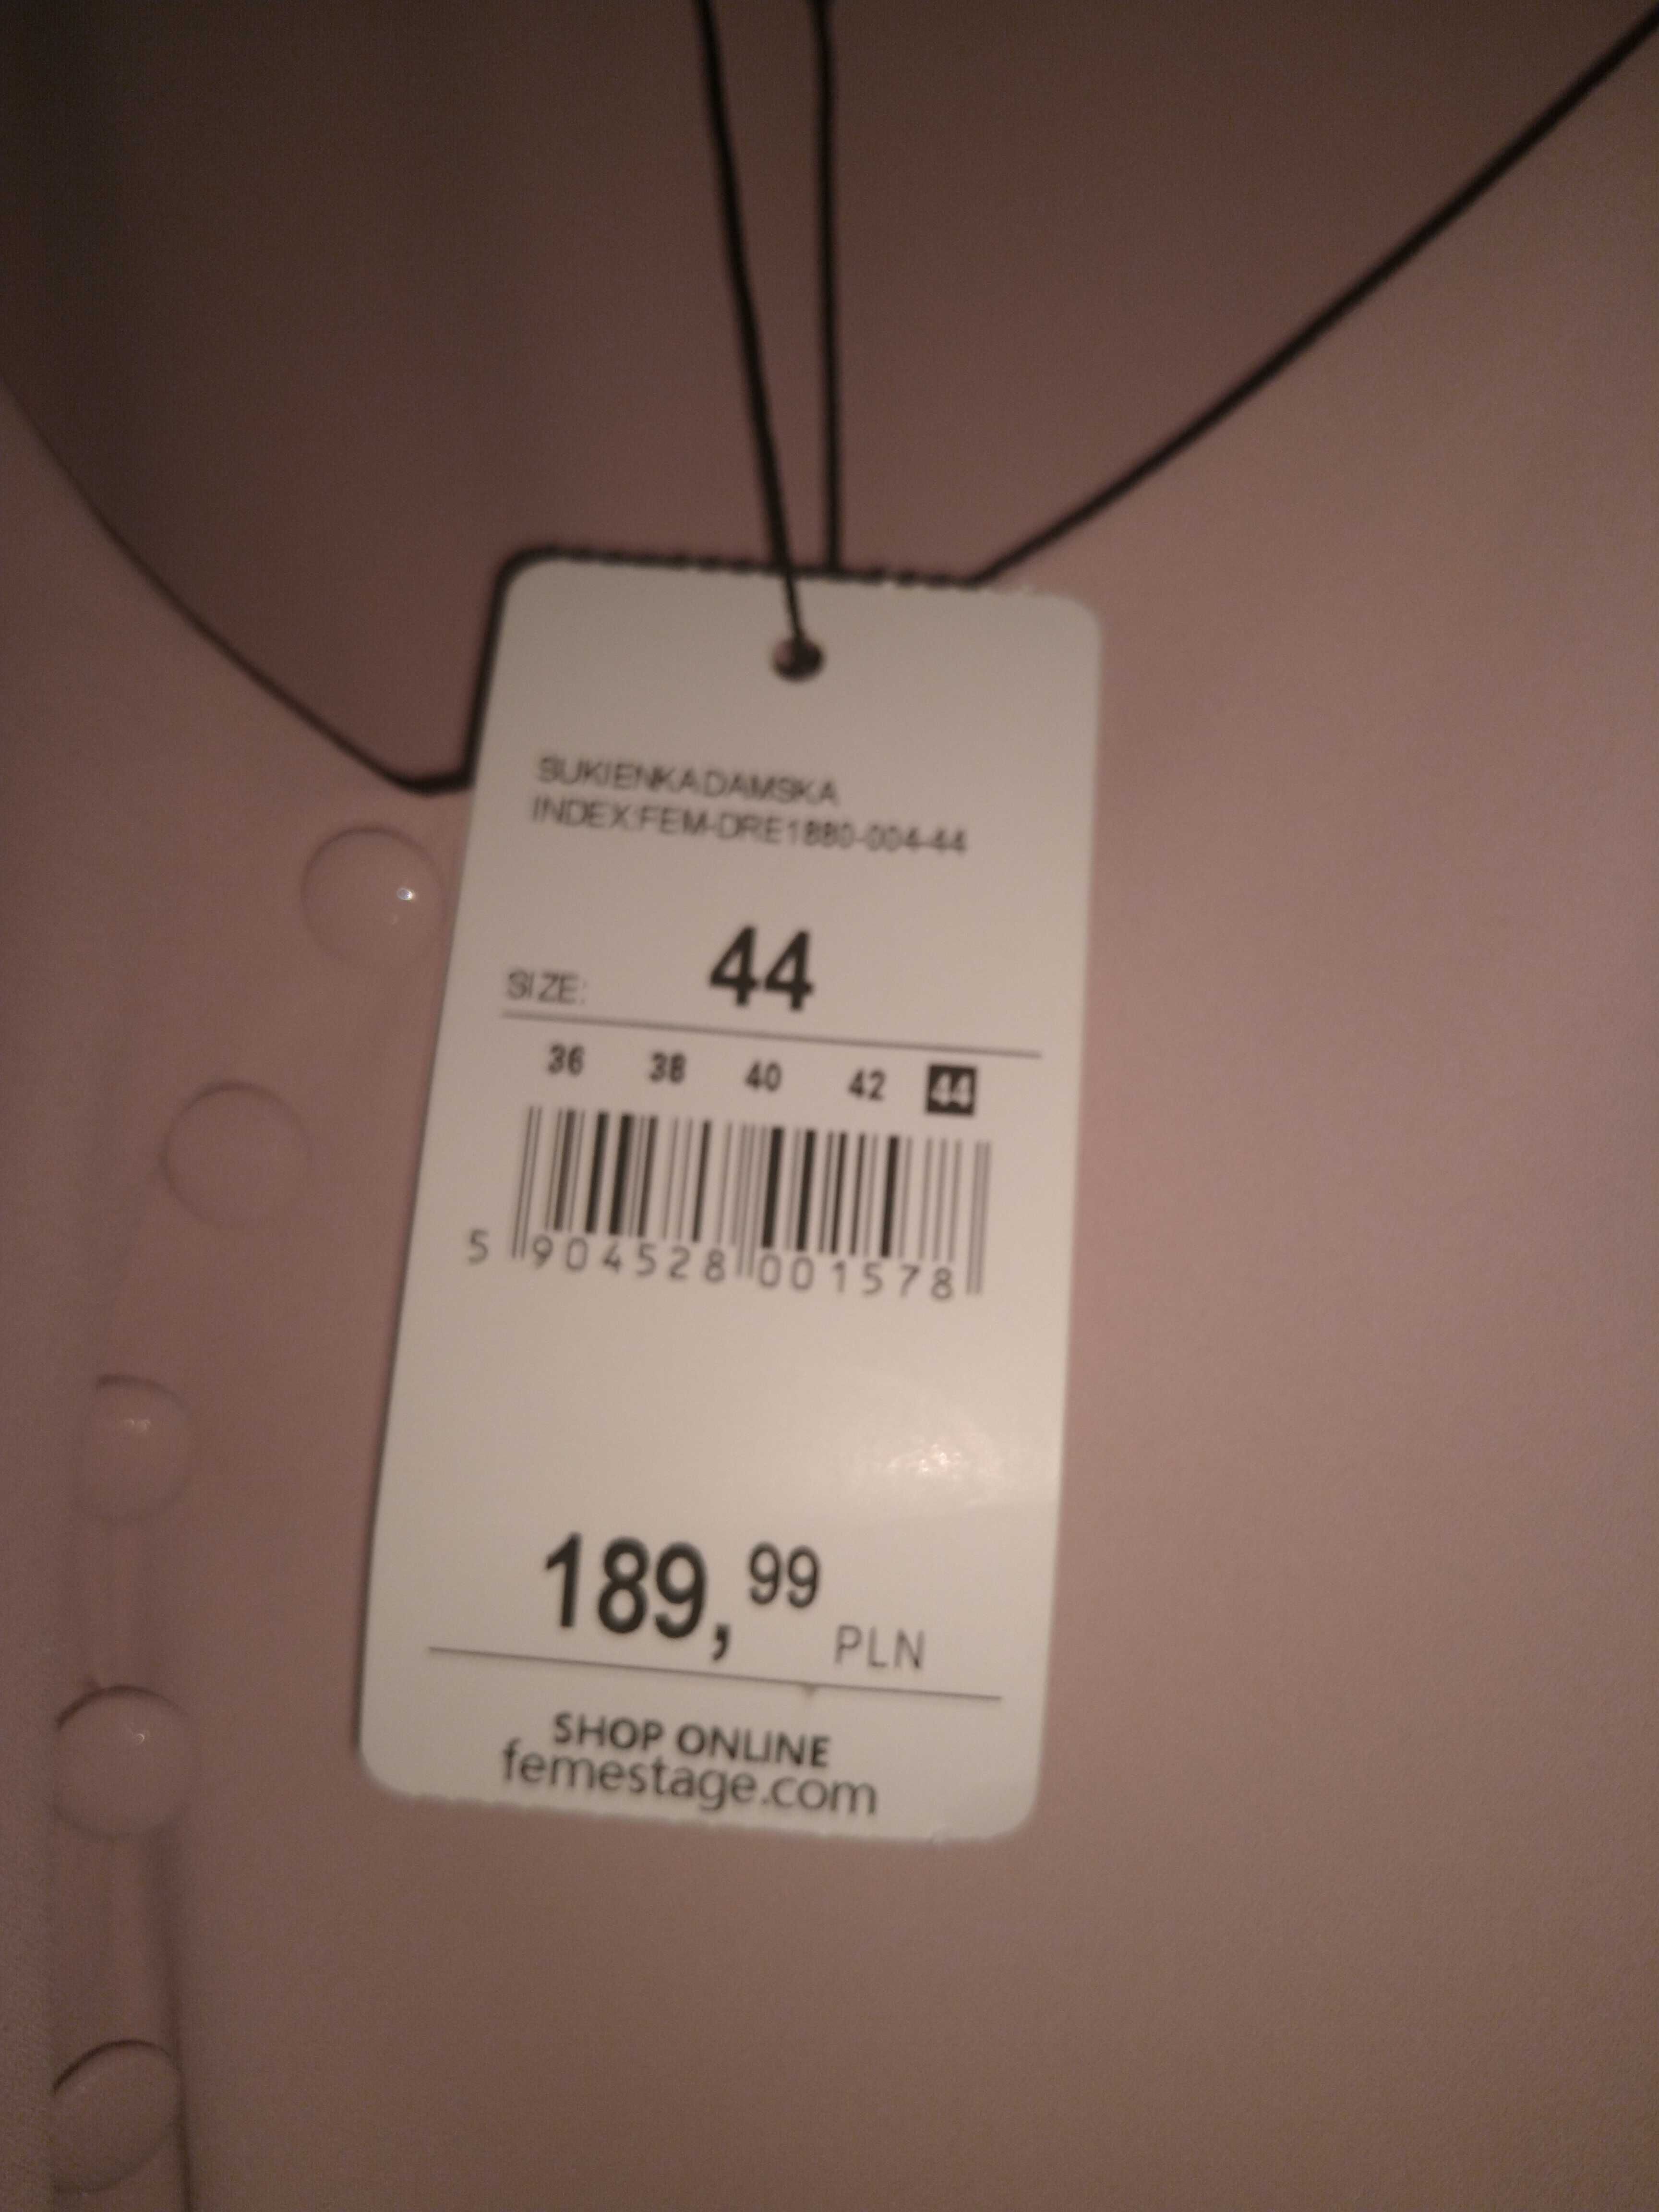 SUKIENKA DAMSKA
INDEX:FEM-DRE1880-004-44
SIZE: 44
36 38 40 42 44
5 904528 001578
189,99 PLN
SHOP ONLINE
femestage.com